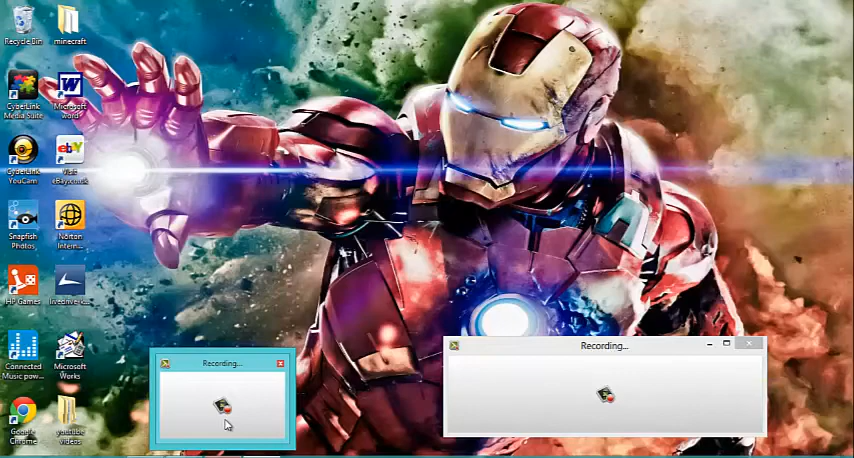 Recycle Bin
minecraft
CyberLink
Media Suite
Microsoft
word
CyberLink
YouCam
ebY
Visit
eBay.co.uk
Snapfish
Photos
Norton
Intern...
HP Games
Connected
Music pow...
Microsoft
Works
Google
Chrome
youtube
videos
Recording...
Recording...